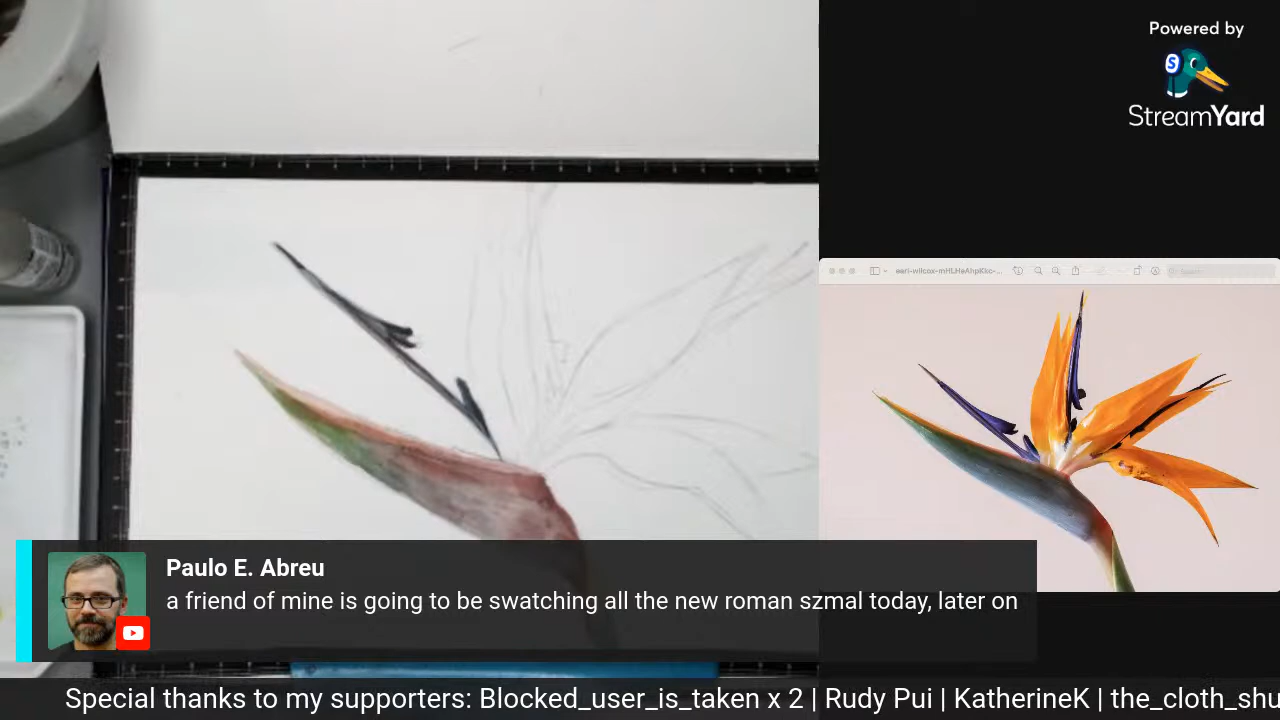 Powered by
StreamYard
Paulo E. Abreu
a friend of mine is going to be swatching all the new roman szmal today, later on
Special thanks to my supporters: Blocked_user_is_taken x 2 | Rudy Pui | KatherineK | the_cloth_shu